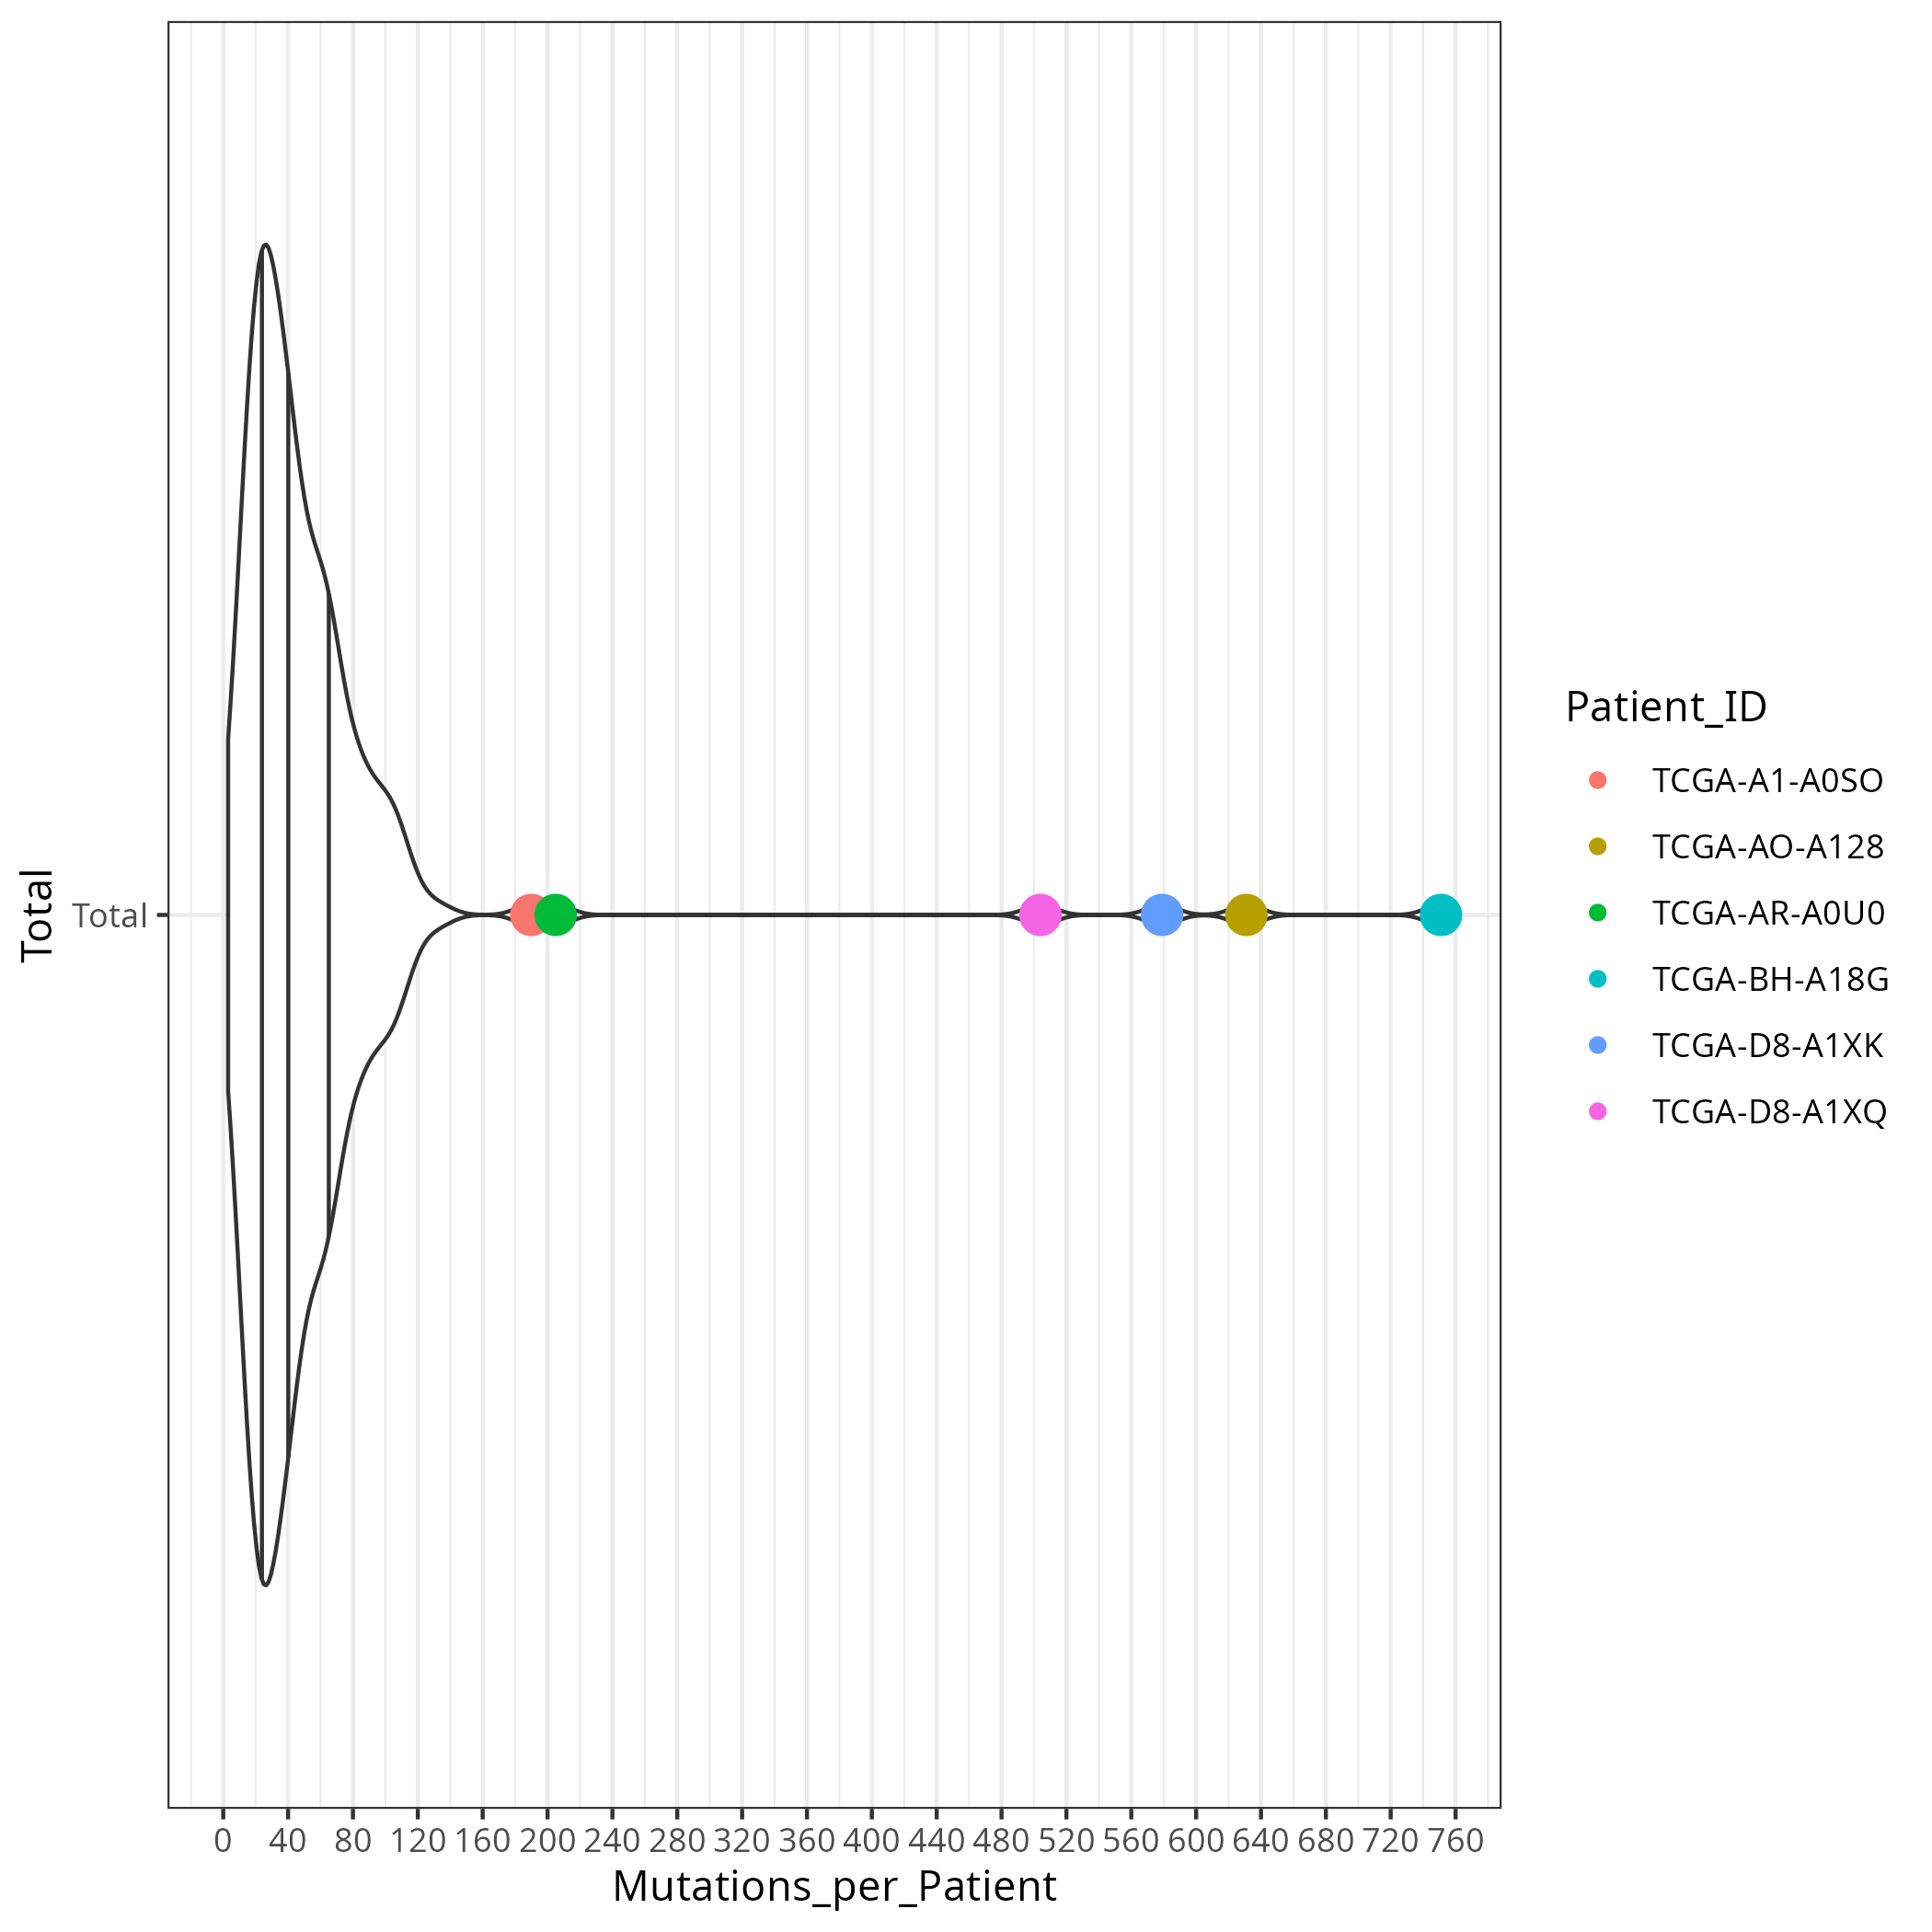 Total
Total
0 40 80 120 160 200 240 280 320 360 400 440 480 520 560 600 640 680 720 760
Mutations_per_Patient
Patient_ID
TCGA-A1-A0SO
TCGA-AO-A128
TCGA-AR-A0U0
TCGA-BH-A18G
TCGA-D8-A1XK
TCGA-D8-A1XQ